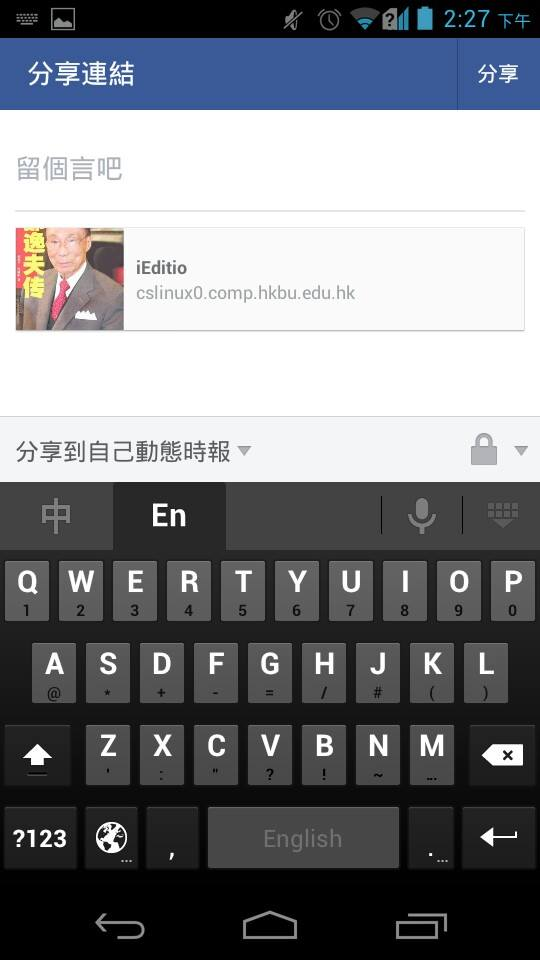 2:27 下午
分享連結
分享
留個言吧
逸夫传
iEditio
cslinux0.comp.hkbu.edu.hk
分享到自己動態時報
中
En
Q W E R T Y U I O P
1 2 3 4 5 6 7 8 9 0
A S D F G H J K L
@ * + - = / # ( )
Z X C V B N M
' : " ? ! ~ ...
?123
...
,
English
. ...